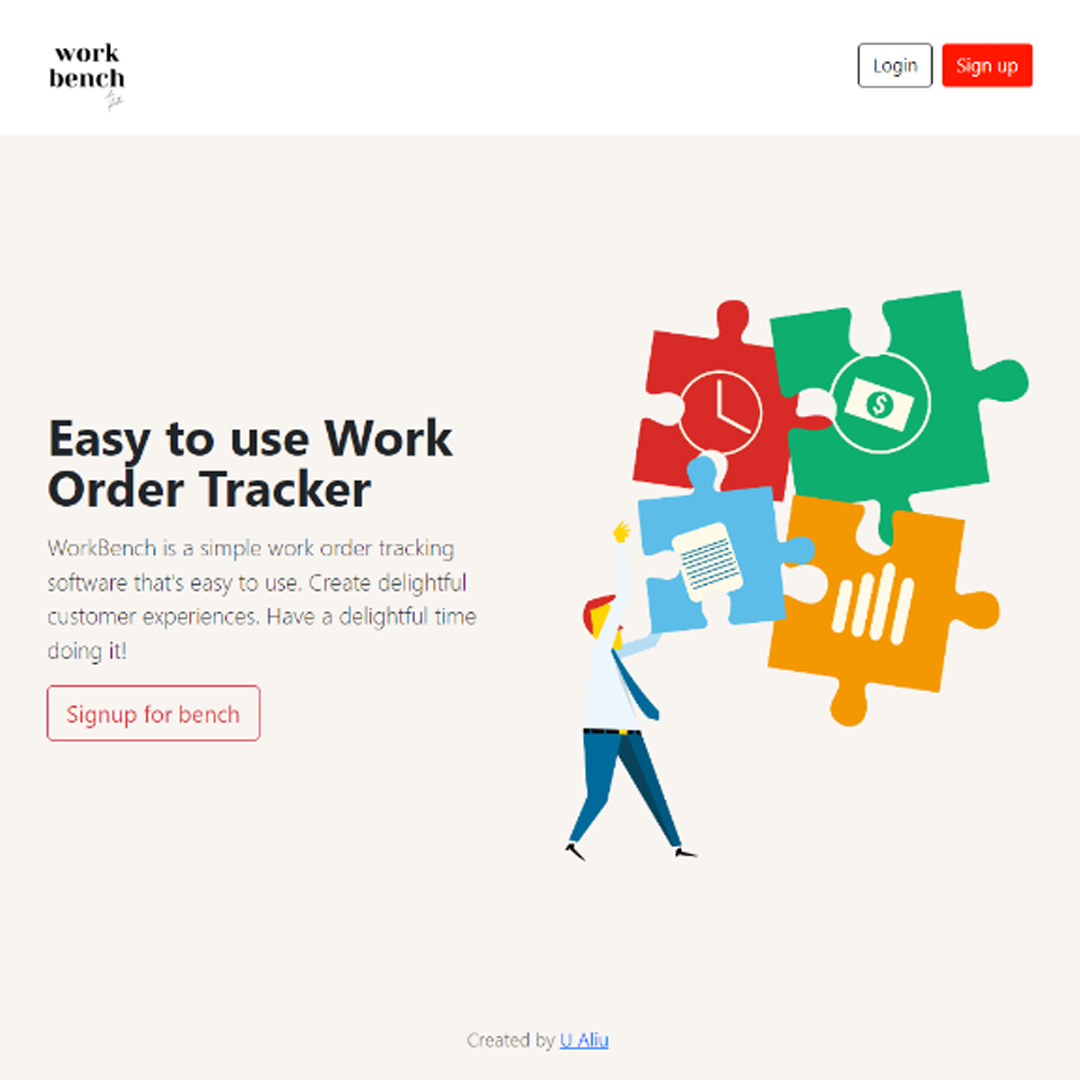 work
bench
Login
Sign up
Easy to use Work
Order Tracker
WorkBench is a simple work order tracking
software that's easy to use. Create delightful
customer experiences. Have a delightful time
doing it!
Signup for bench
$
Created by U Aliu